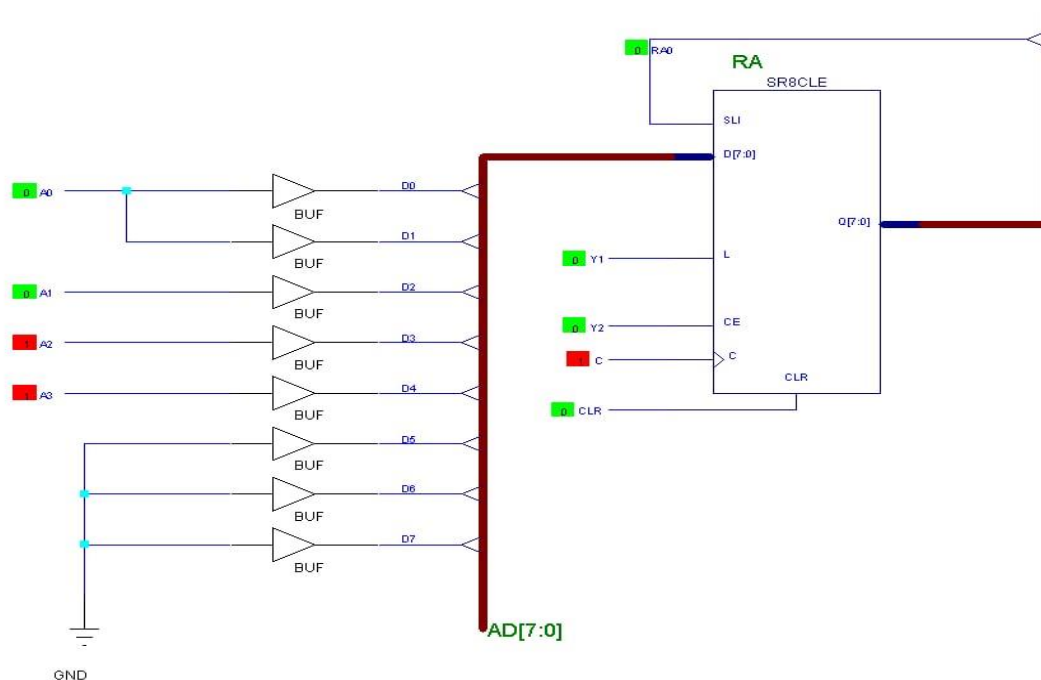 0 RA0
RA
SR8CLE
SLI
D[7:0]
0 A0
D0
BUF
D1
BUF
Q[7:0]
0 Y1
L
0 A1
D2
BUF
0 Y2
CE
1 A2
D3
BUF
1 C
C
CLR
1 A3
D4
BUF
0 CLR
D5
BUF
D6
BUF
D7
BUF
AD[7:0]
GND